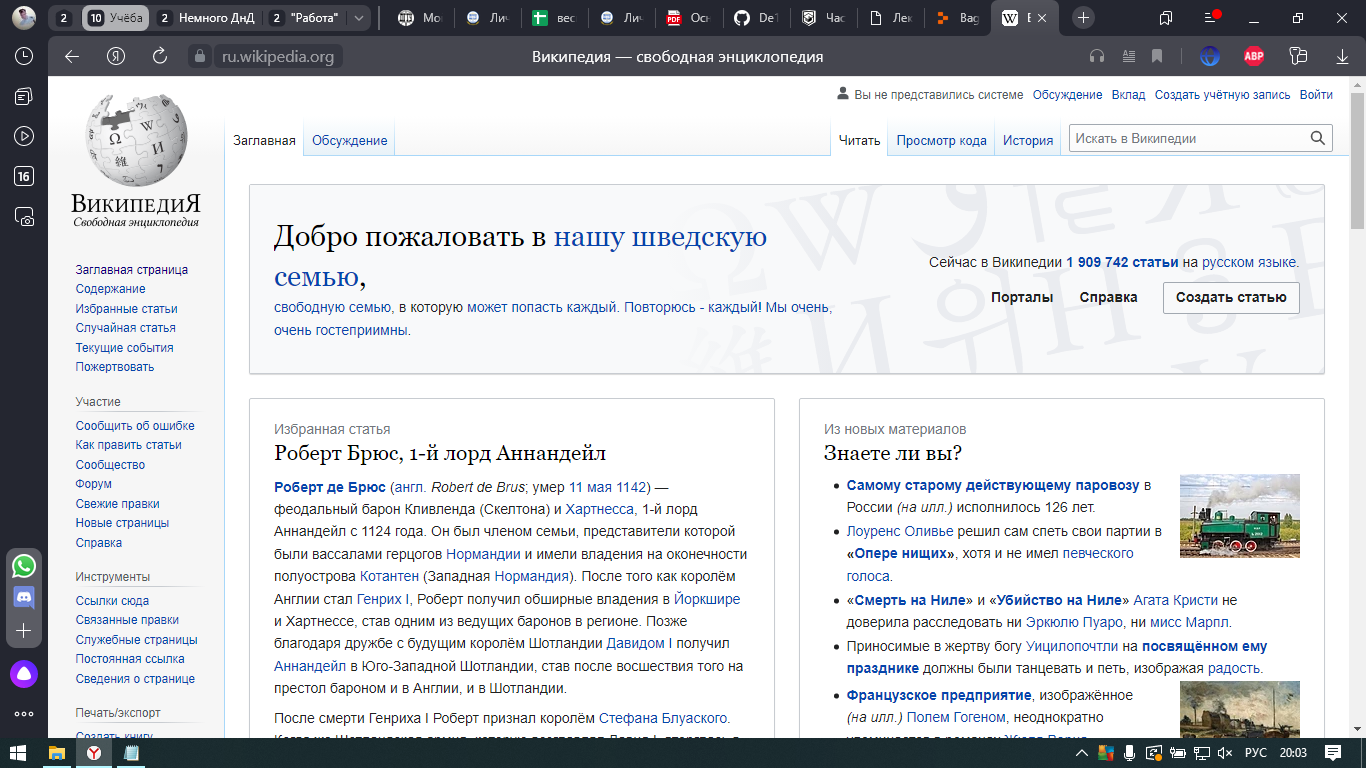 10 Учёба
2 Немного ДнД
2 "Работа"
Мо
Лич
вес
Лич
PDF Осн
De
Час
Лек
Bag
W
Я
ru.wikipedia.org
Википедия — свободная энциклопедия
ABP
16
Вы не представились системе Обсуждение Вклад Создать учётную запись Войти
Заглавная Обсуждение
Читать Просмотр кода История Искать в Википедии
ВикипедиЯ
Свободная энциклопедия
Заглавная страница
Содержание
Избранные статьи
Случайная статья
Текущие события
Пожертвовать
Участие
Сообщить об ошибке
Как править статьи
Сообщество
Форум
Свежие правки
Новые страницы
Справка
Инструменты
Ссылки сюда
Связанные правки
Служебные страницы
Постоянная ссылка
Сведения о странице
Печать/экспорт
Создать книгу
Добро пожаловать в нашу шведскую
семью,
свободную семью, в которую может попасть каждый. Повторюсь - каждый! Мы очень,
очень гостеприимны.
Сейчас в Википедии 1 909 742 статьи на русском языке.
Порталы Справка Создать статью
Избранная статья
Роберт Брюс, 1-й лорд Аннандейл
Роберт де Брюс (англ. Robert de Brus; умер 11 мая 1142) —
феодальный барон Кливленда (Скелтона) и Хартнесса, 1-й лорд
Аннандейл с 1124 года. Он был членом семьи, представители которой
были вассалами герцогов Нормандии и имели владения на оконечности
полуострова Котантен (Западная Нормандия). После того как королём
Англии стал Генрих I, Роберт получил обширные владения в Йоркшире
и Хартнессе, став одним из ведущих баронов в регионе. Позже
благодаря дружбе с будущим королём Шотландии Давидом I получил
Аннандейл в Юго-Западной Шотландии, став после восшествия того на
престол бароном и в Англии, и в Шотландии.
После смерти Генриха I Роберт признал королём Стефана Блуаского.
Из новых материалов
Знаете ли вы?
Самому старому действующему паровозу в
России (на илл.) исполнилось 126 лет.
Лоуренс Оливье решил сам спеть свои партии в
«Опере нищих», хотя и не имел певческого
голоса.
«Смерть на Ниле» и «Убийство на Ниле» Агата Кристи не
доверила расследовать ни Эркюлю Пуаро, ни мисс Марпл.
Приносимые в жертву богу Уицилопочтли на посвящённом ему
празднике должны были танцевать и петь, изображая радость.
Французское предприятие, изображённое
(на илл.) Полем Гогеном, неоднократно
РУС 20:03